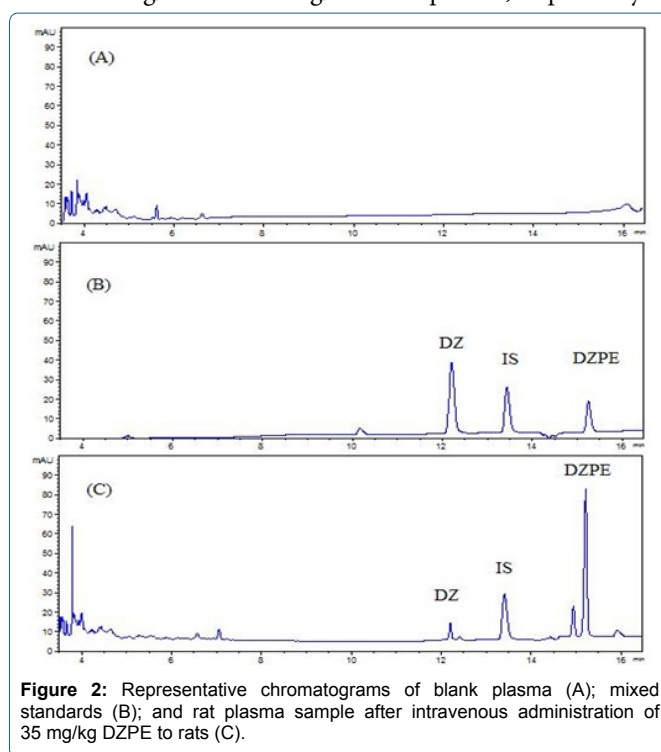 mAU
(A)
90
80
70
60
50
40
30
20
10
0
4 6 8 10 12 14 16 min
mAU
(B)
90
80
70
60
50
40
30
20
10
0
DZ IS DZPE
4 6 8 10 12 14 16 min
mAU
(C)
90
80
70
60
50
40
30
20
10
0
DZPE
DZ IS
4 6 8 10 12 14 16 min
Figure 2: Representative chromatograms of blank plasma (A); mixed
standards (B); and rat plasma sample after intravenous administration of
35 mg/kg DZPE to rats (C).